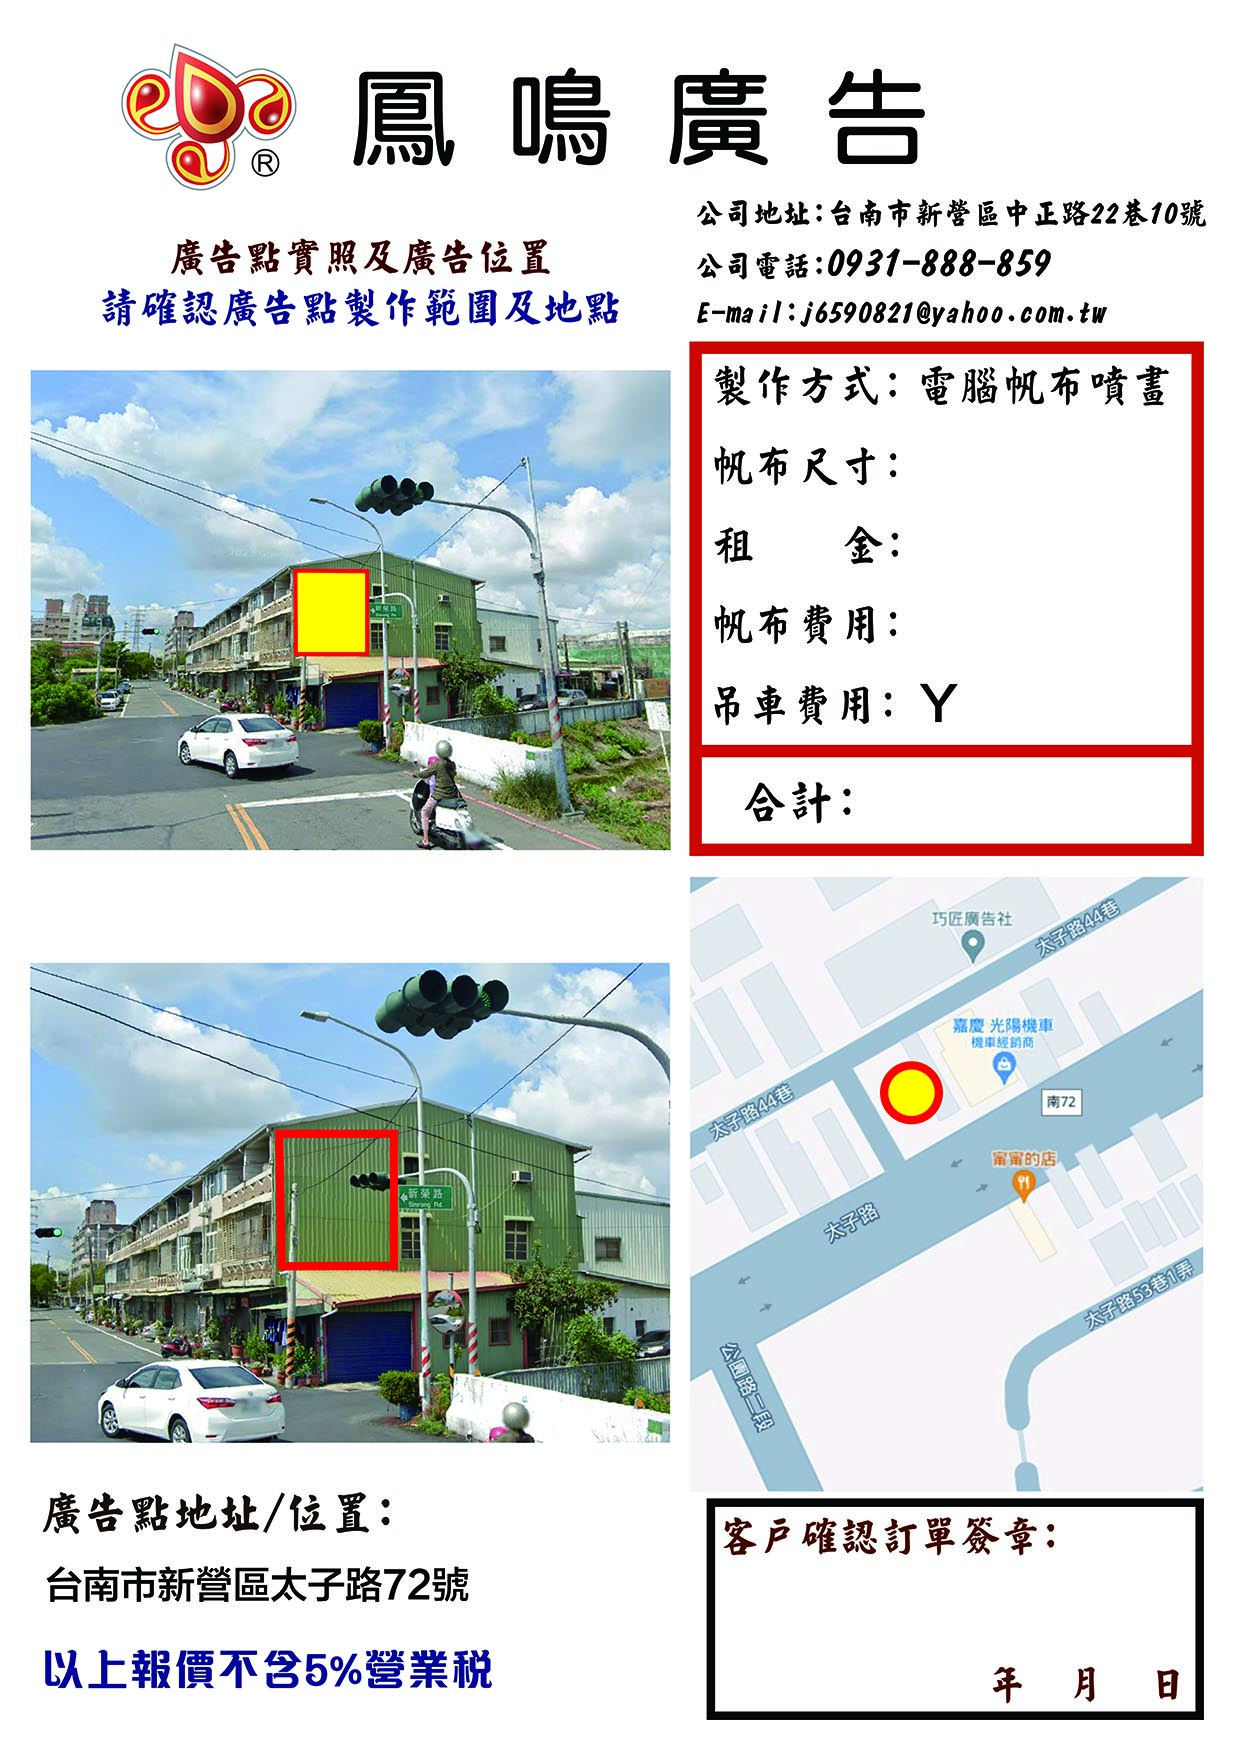 ®
鳳鳴廣告
公司地址:台南市新營區中正路22巷10號
公司電話:0931-888-859
E-mail:j6590821@yahoo.com.tw
廣告點實照及廣告位置
請確認廣告點製作範圍及地點
製作方式:電腦帆布噴畫
帆布尺寸:
租 金:
帆布費用:
吊車費用:Y
合計:
新榮路
Sinrong Rd.
巧匠廣告社
太子路44巷
嘉慶 光陽機車
機車經銷商
太子路44巷
南72
甯甯的店
太子路
太子路53巷1弄
公園路二段
新榮路
Sinrong Rd.
廣告點地址/位置:
台南市新營區太子路72號
以上報價不含5%營業稅
客戶確認訂單簽章:
年 月 日